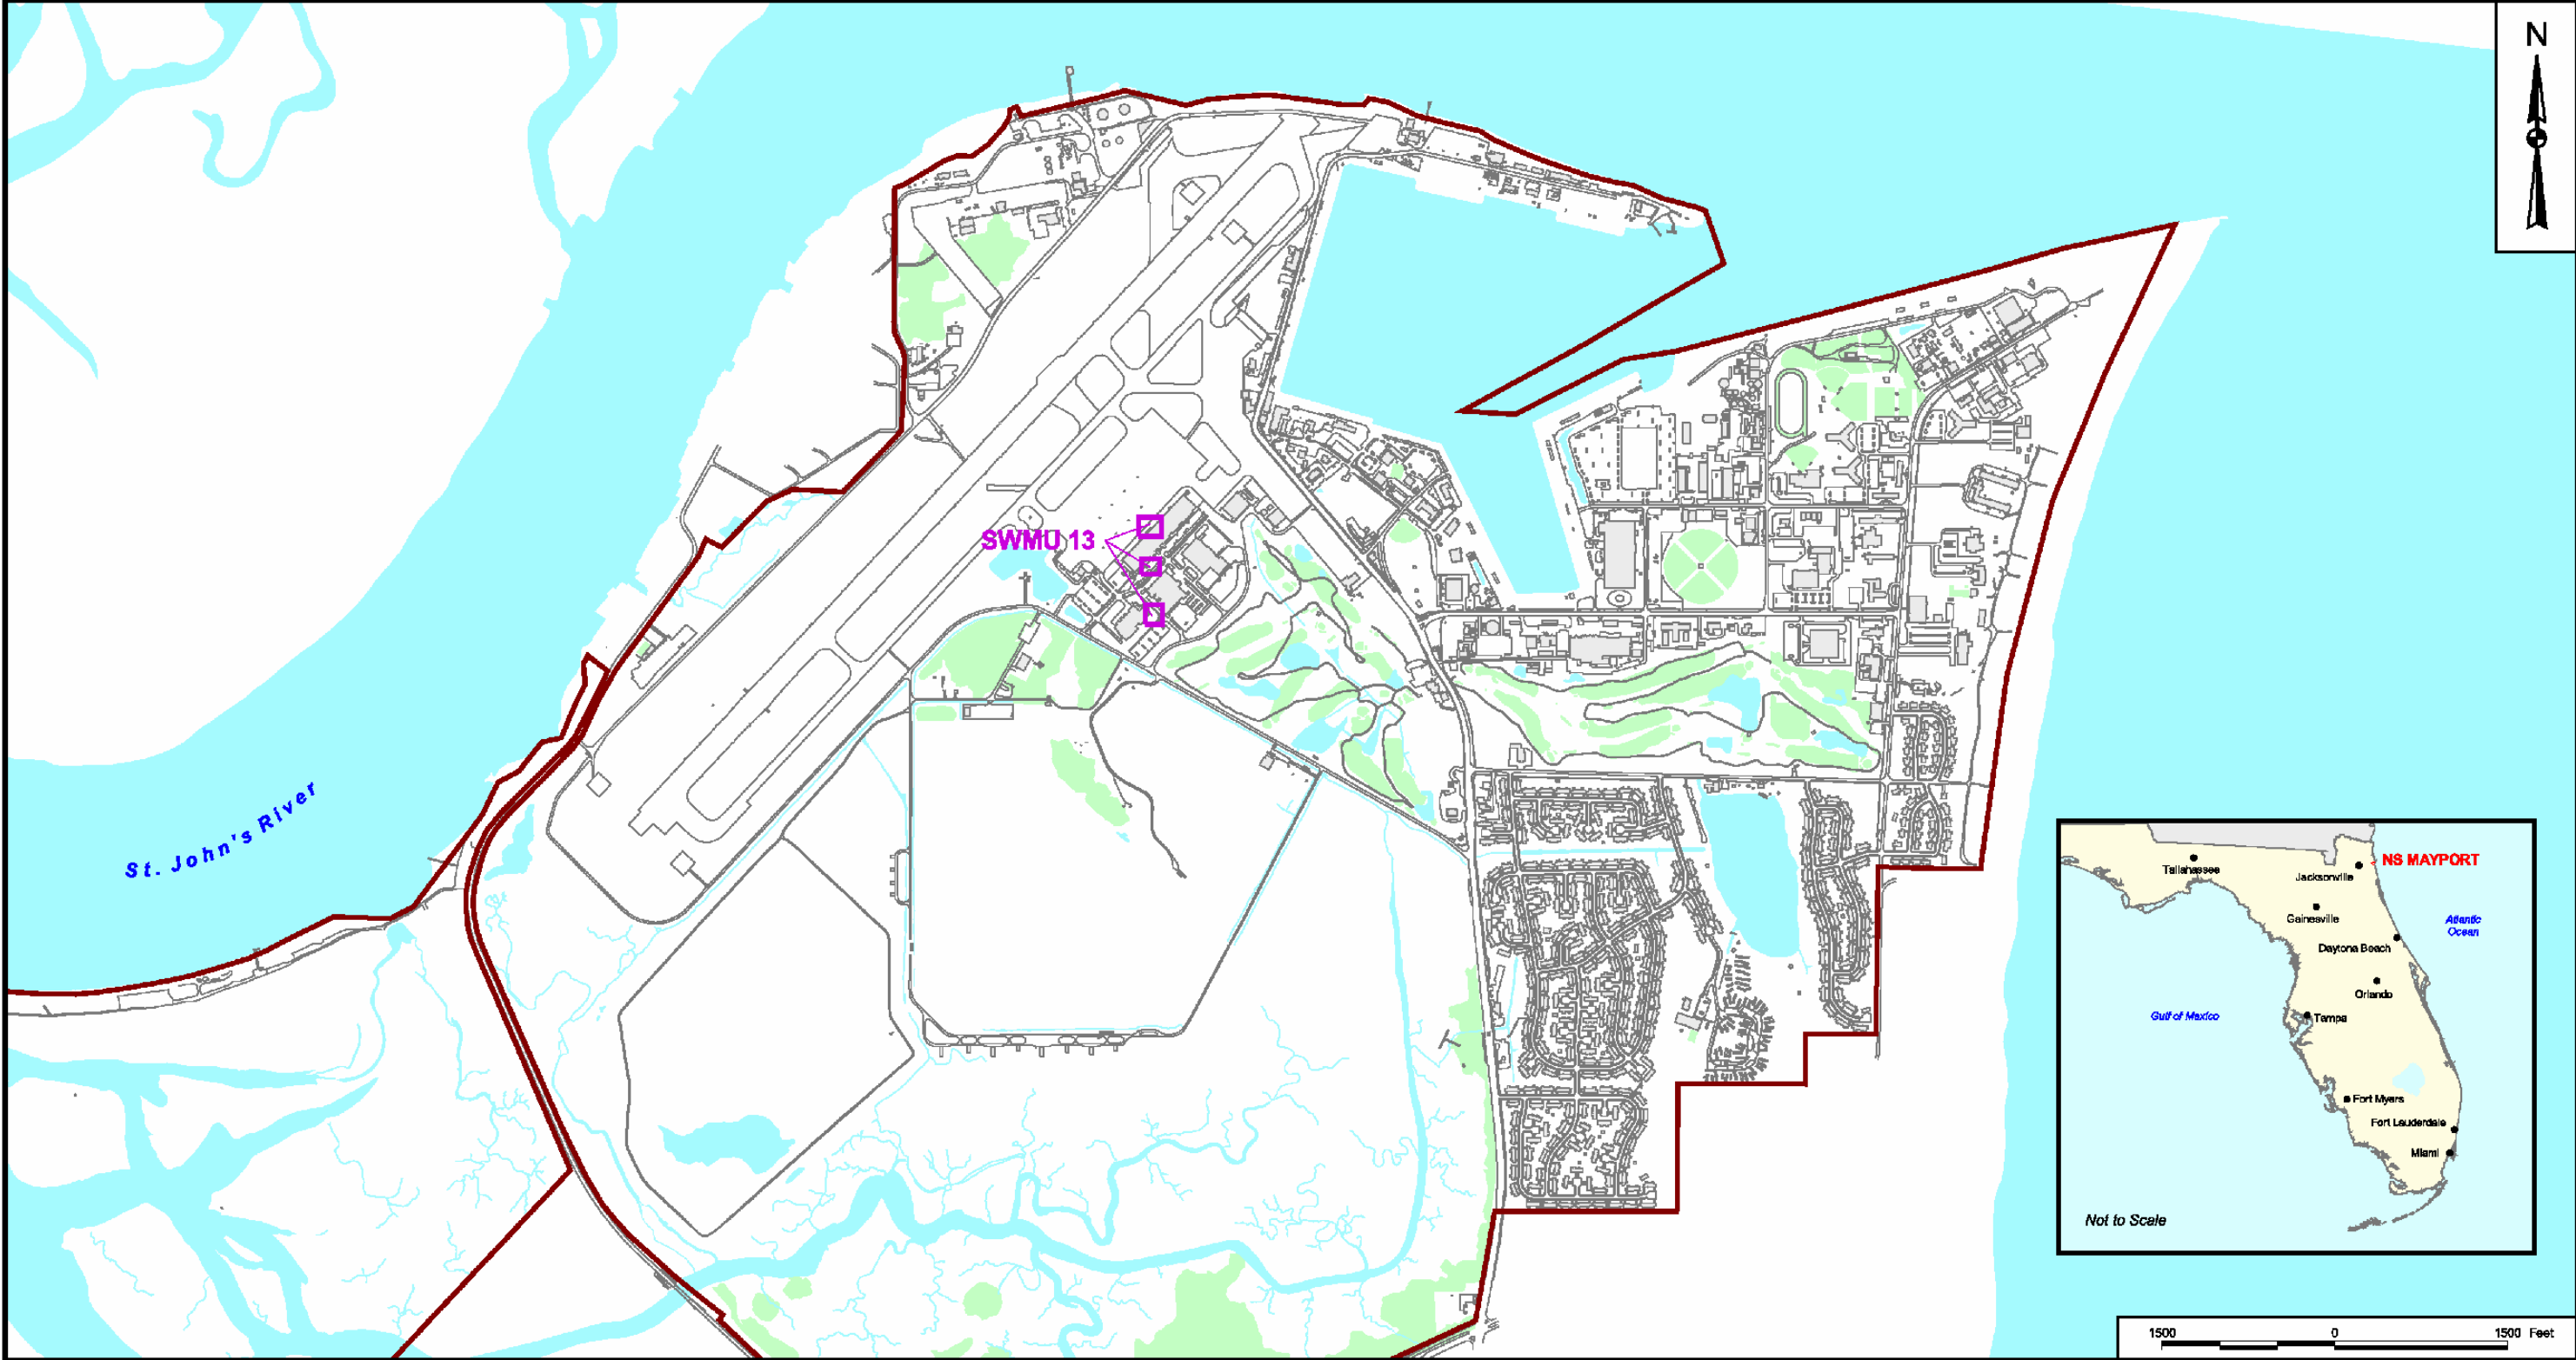 N
SWMU 13
St. John's River
NS MAYPORT
Tallahassee
Jacksonville
Gainesville
Atlantic
Ocean
Daytona Beach
Orlando
Gulf of Mexico
Tampa
Fort Myers
Fort Lauderdale
Miami
Not to Scale
1500 0 1500 Feet